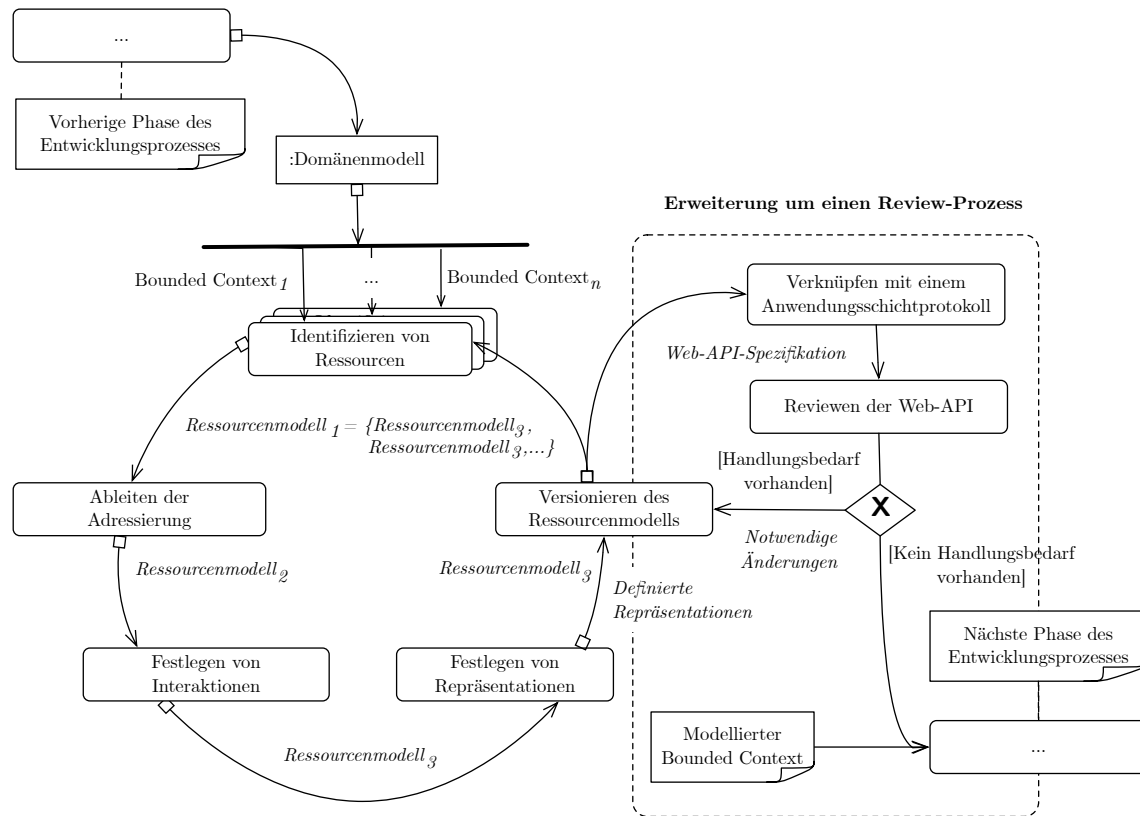 ...
Vorherige Phase des
Entwicklungsprozesses
:Domänenmodell
Erweiterung um einen Review-Prozess
Bounded Context1
...
Bounded Contextn
Identifizieren von
Ressourcen
Verknüpfen mit einem
Anwendungsschichtprotokoll
Web-API-Spezifikation
Reviewen der Web-API
Ressourcenmodell1 = {Ressourcenmodell3,
Ressourcenmodell3,...}
[Handlungsbedarf
vorhanden]
Ableiten der
Adressierung
Versionieren des
Ressourcenmodells
X
Notwendige
Änderungen
[Kein Handlungsbedarf
vorhanden]
Ressourcenmodell2
Ressourcenmodell3
Definierte
Repräsentationen
Festlegen von
Interaktionen
Festlegen von
Repräsentationen
Nächste Phase des
Entwicklungsprozesses
Ressourcenmodell3
Modellierter
Bounded Context
...